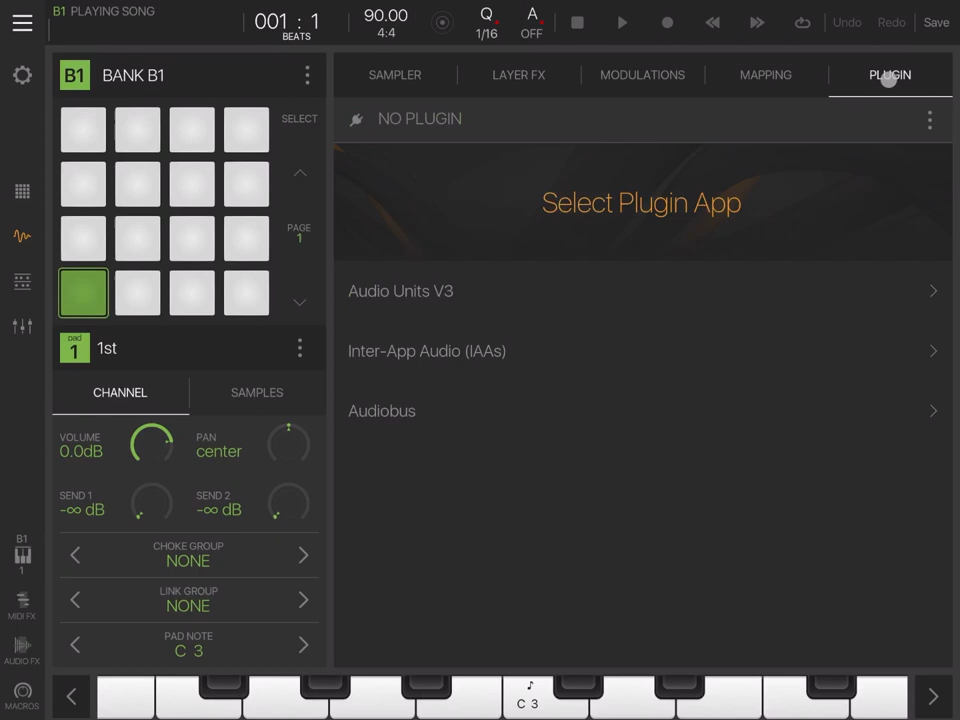 B1 PLAYING SONG
001 : 1
BEATS
90.00
4:4
Q
1/16
A
OFF
Undo
Redo
Save
B1
BANK B1
SELECT
PAGE
1
pad
1
1st
CHANNEL
SAMPLES
VOLUME
0.0dB
PAN
center
SEND 1
-∞ dB
SEND 2
-∞ dB
CHOKE GROUP
NONE
LINK GROUP
NONE
PAD NOTE
C 3
SAMPLER
LAYER FX
MODULATIONS
MAPPING
PLUGIN
NO PLUGIN
Select Plugin App
Audio Units V3
Inter-App Audio (IAAs)
Audiobus
B1
1
MIDI FX
AUDIO FX
MACROS
C 3